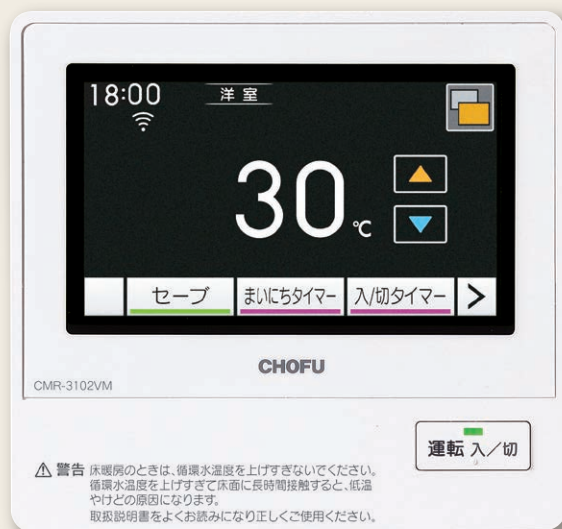 18:00 洋室
30℃
セーブ まいにちタイマー 入/切タイマー >
CHOFU
CMR-3102VM
運転 入/切
⚠ 警告 床暖房のときは、循環水温度を上げすぎないでください。
循環水温度を上げすぎて床面に長時間接触すると、低温
やけどの原因になります。
取扱説明書をよくお読みになり正しくご使用ください。